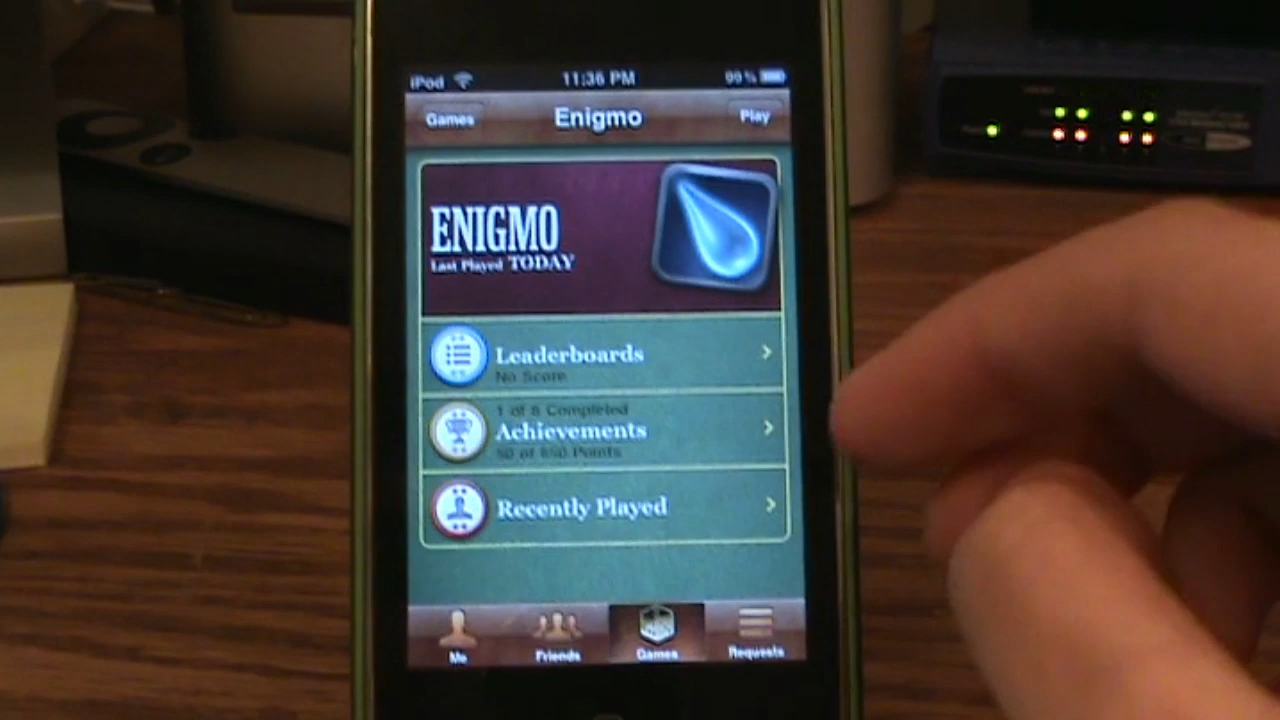 iPod 11:36 PM 99%
Games Enigmo Play
ENIGMO
Last Played TODAY
Leaderboards
No Score
1 of 8 Completed
Achievements
50 of 850 Points
Recently Played
Me Friends Games Requests